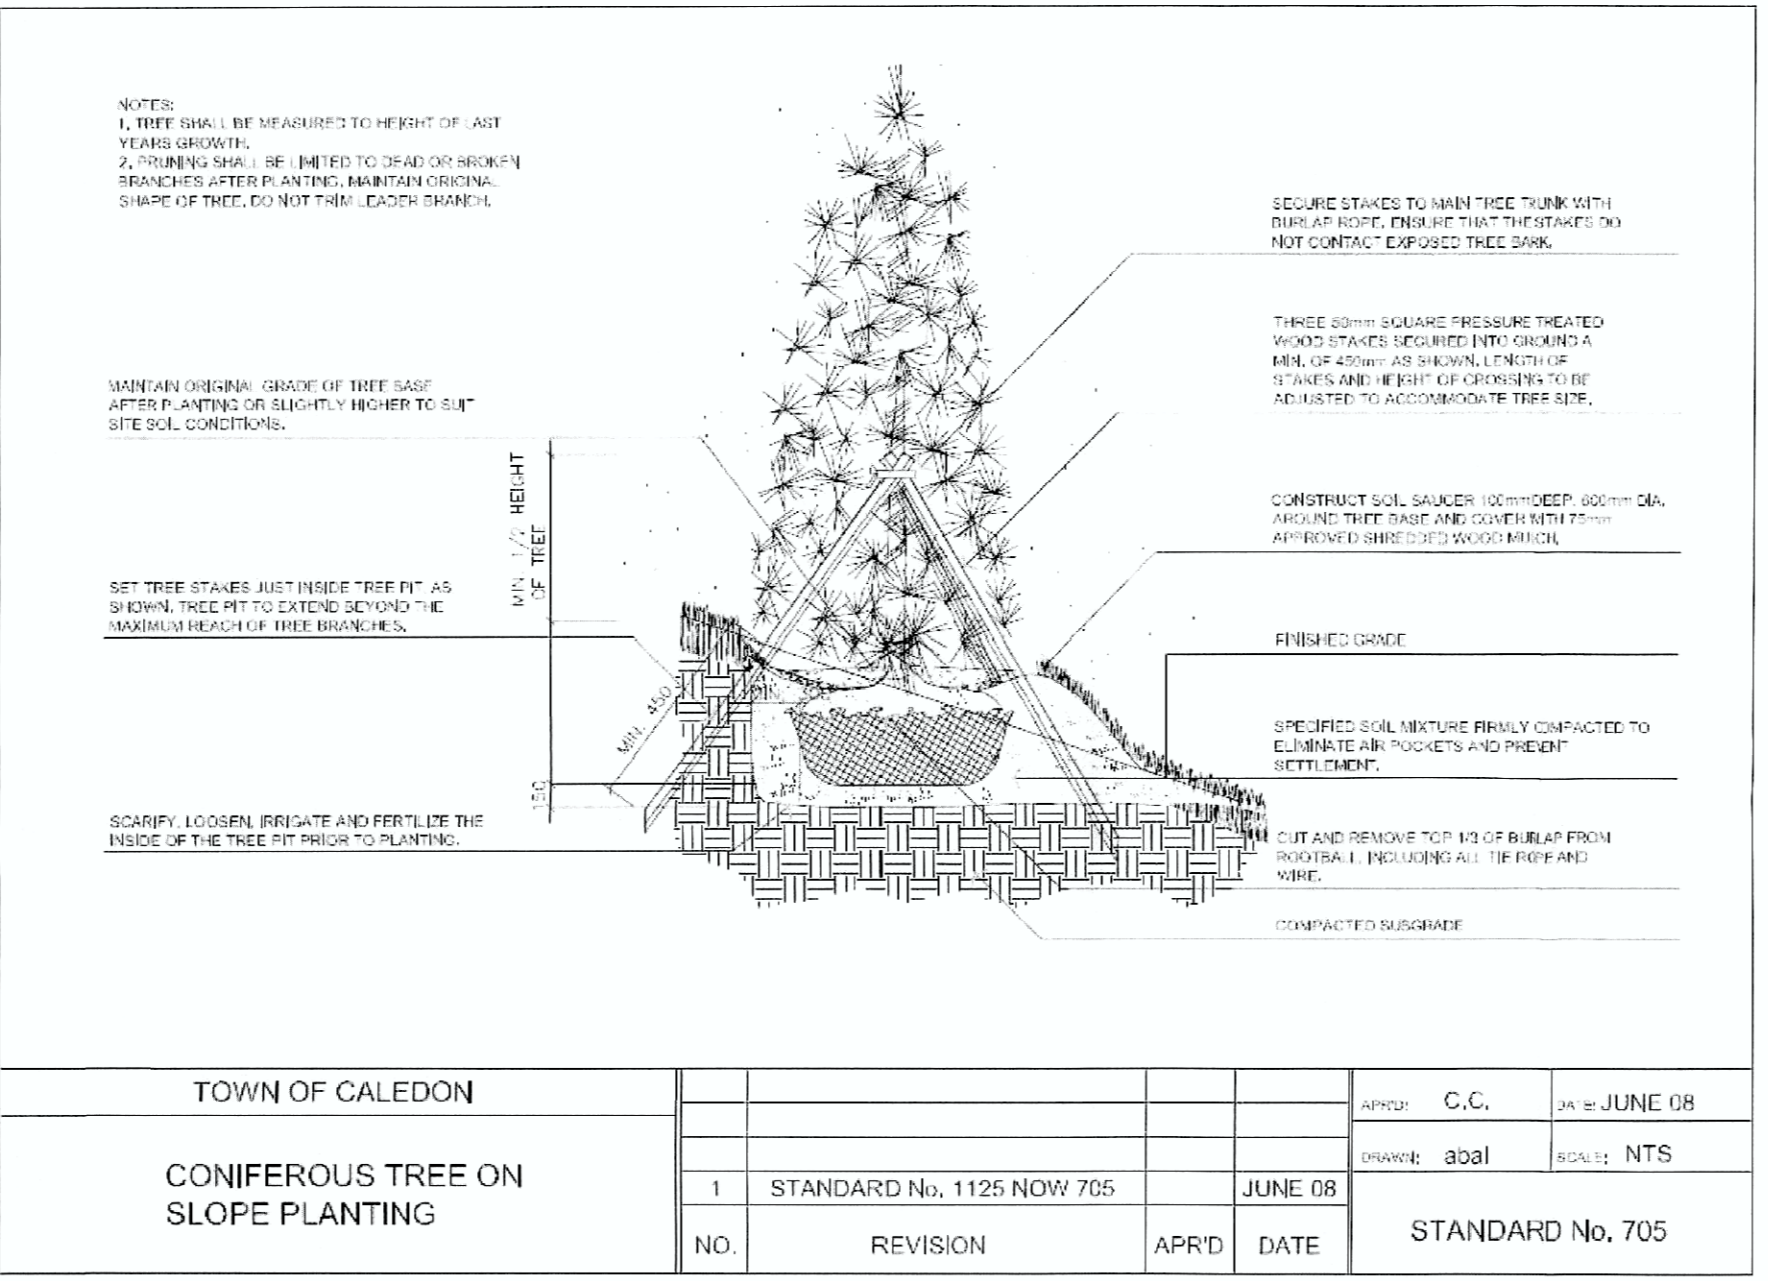 NOTES:
1. TREE SHALL BE MEASURED TO HEIGHT OF LAST
YEARS GROWTH.
2. PRUNING SHALL BE LIMITED TO DEAD OR BROKEN
BRANCHES AFTER PLANTING. MAINTAIN ORIGINAL
SHAPE OF TREE. DO NOT TRIM LEADER BRANCH.
MAINTAIN ORIGINAL GRADE OF TREE BASE
AFTER PLANTING OR SLIGHTLY HIGHER TO SUIT
SITE SOIL CONDITIONS.
MIN. 1/2 HEIGHT
OF TREE
SET TREE STAKES JUST INSIDE TREE PIT. AS
SHOWN. TREE PIT TO EXTEND BEYOND THE
MAXIMUM REACH OF TREE BRANCHES.
MIN. 450
MIN.
150
SCARIFY, LOOSEN, IRRIGATE AND FERTILIZE THE
INSIDE OF THE TREE PIT PRIOR TO PLANTING.
SECURE STAKES TO MAIN TREE TRUNK WITH
BURLAP ROPE. ENSURE THAT THE STAKES DO
NOT CONTACT EXPOSED TREE BARK.
THREE 50mm SQUARE PRESSURE TREATED
WOOD STAKES SECURED INTO GROUND A
MIN. OF 450mm AS SHOWN. LENGTH OF
STAKES AND HEIGHT OF CROSSING TO BE
ADJUSTED TO ACCOMMODATE TREE SIZE.
CONSTRUCT SOIL SAUCER 100mm DEEP, 600mm DIA.
AROUND TREE BASE AND COVER WITH 75mm
APPROVED SHREDDED WOOD MULCH.
FINISHED GRADE
SPECIFIED SOIL MIXTURE FIRMLY COMPACTED TO
ELIMINATE AIR POCKETS AND PREVENT
SETTLEMENT.
CUT AND REMOVE TOP 1/3 OF BURLAP FROM
ROOTBALL, INCLUDING ALL TIE ROPE AND
WIRE.
COMPACTED SUBGRADE
TOWN OF CALEDON
CONIFEROUS TREE ON
SLOPE PLANTING
1 STANDARD No. 1125 NOW 705 JUNE 08
NO. REVISION APR'D DATE
APR'D: C.C. DATE: JUNE 08
DRAWN: abal SCALE: NTS
STANDARD No. 705